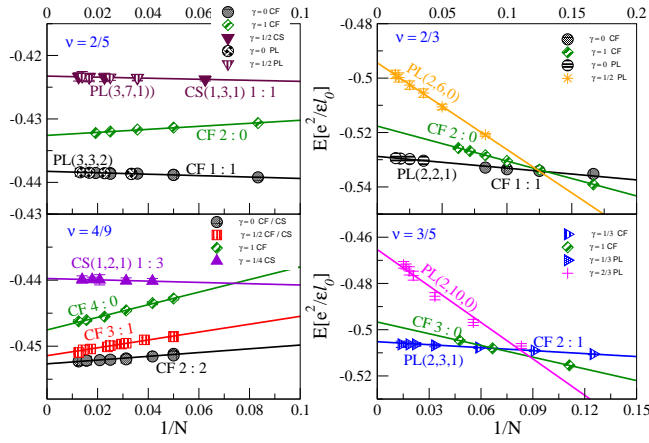 0 0.02 0.04 0.06 0.08 0.1
ν = 2/5
γ=0 CF
γ=1 CF
γ=1/2 CS
γ=0 PL
γ=1/2 PL
-0.42
-0.43
-0.44
PL(3,7,1))
CS(1,3,1) 1 : 1
CF 2 : 0
PL(3,3,2)
CF 1 : 1
-0.43
-0.44
-0.45
ν = 4/9
γ=0 CF / CS
γ=1/2 CF / CS
γ=1 CF
γ=1/4 CS
CS(1,2,1) 1 : 3
CF 4 : 0
CF 3 : 1
CF 2 : 2
0 0.02 0.04 0.06 0.08 0.1
1/N
0 0.05 0.1 0.15 0.2
ν = 2/3
γ=0 CF
γ=1 CF
γ=0 PL
γ=1/2 PL
-0.48
-0.5
-0.52
-0.54
E[e²/εl₀]
PL(2,6,0)
CF 2 : 0
PL(2,2,1)
CF 1 : 1
ν = 3/5
γ=1/3 CF
γ=1 CF
γ=1/3 PL
γ=2/3 PL
-0.46
-0.48
-0.5
-0.52
E[e²/εl₀]
PL(2,10,0)
CF 3 : 0
CF 2 : 1
PL(2,3,1)
0 0.03 0.06 0.09 0.12 0.15
1/N